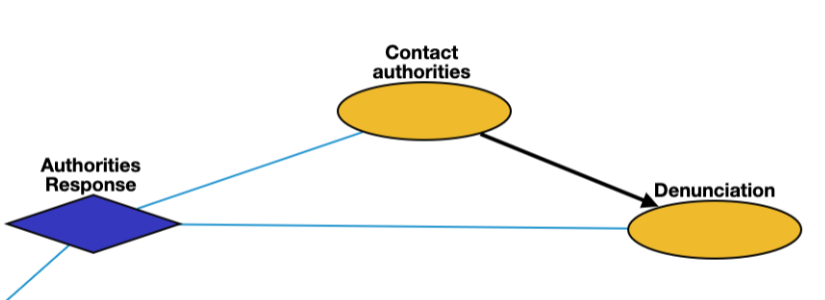 Contact
authorities
Authorities
Response
Denunciation